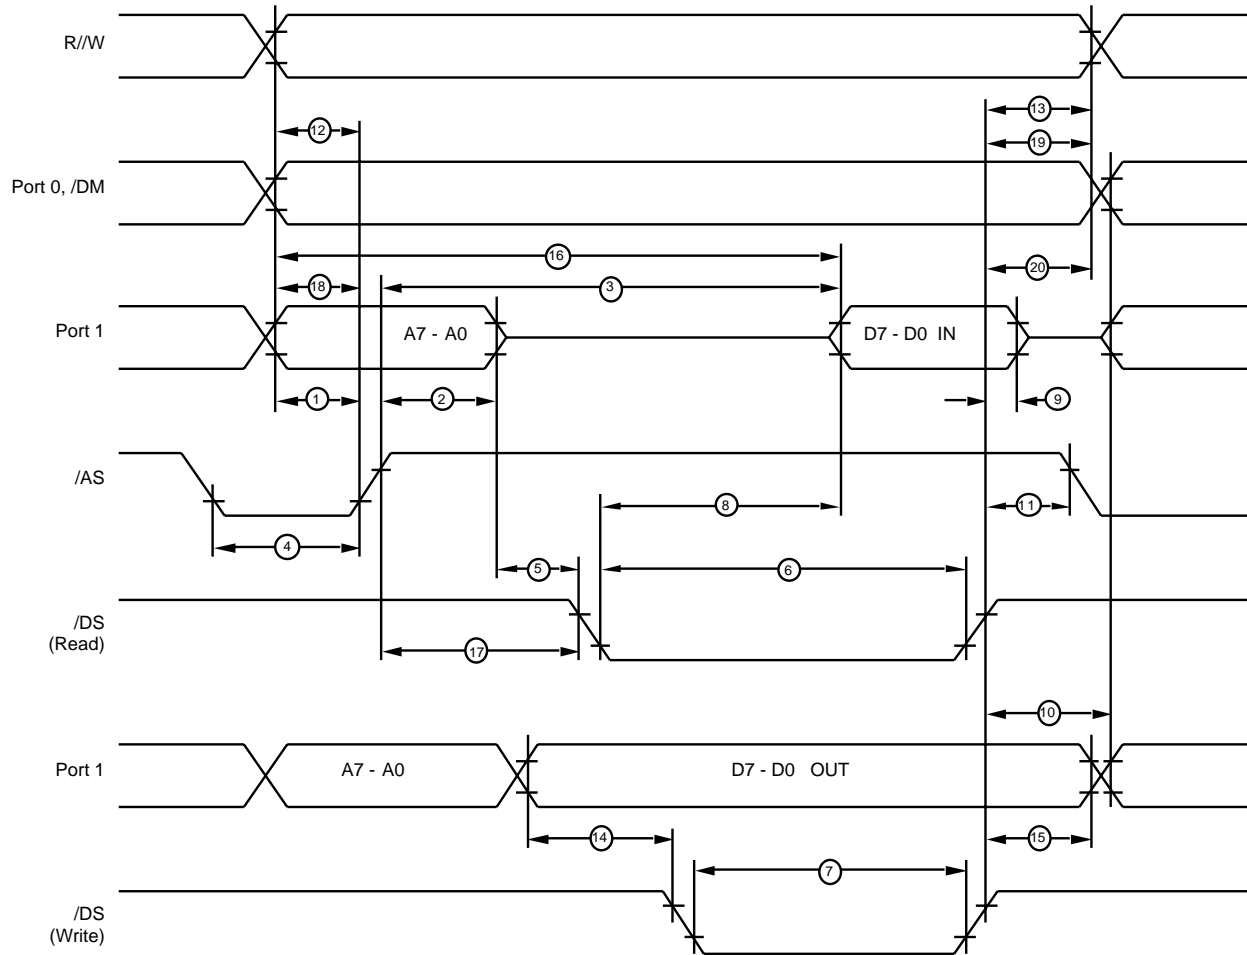 R//W
13
12
19
Port 0, /DM
16
20
18
3
Port 1
A7 - A0
D7 - D0 IN
1
2
9
/AS
8
11
4
5
6
/DS
(Read)
17
10
Port 1
A7 - A0
D7 - D0 OUT
14
15
7
/DS
(Write)